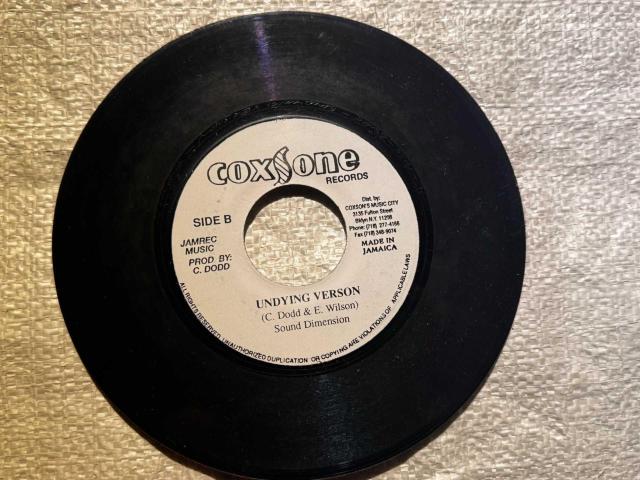 coxsone
RECORDS
SIDE B
JAMREC
MUSIC
PROD. BY:
C. DODD
Dist. by:
COXSON'S MUSIC CITY
3135 Fulton Street
Bklyn N.Y. 11208
Phone: (718) 277-4166
Fax (718) 348-9074
MADE IN
JAMAICA
UNDYING VERSON
(C. Dodd & E. Wilson)
Sound Dimension
ALL RIGHTS RESERVED. UNAUTHORIZED DUPLICATION OR COPYING ARE VIOLATIONS OF APPLICABLE LAWS